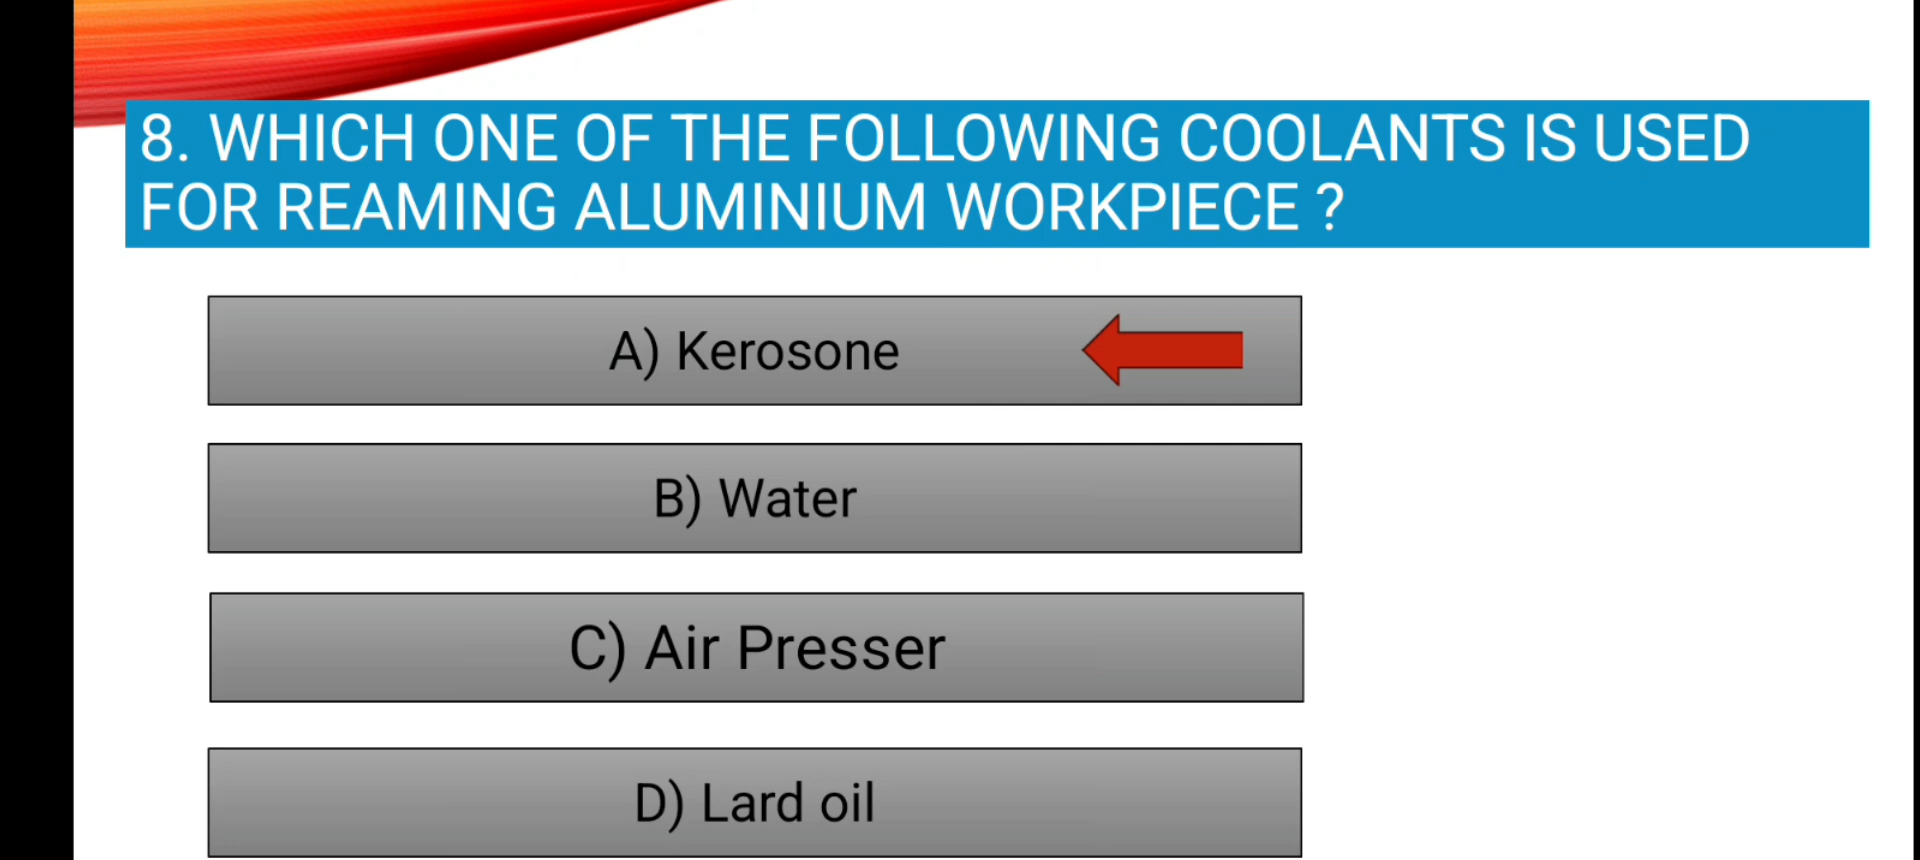 8. WHICH ONE OF THE FOLLOWING COOLANTS IS USED
FOR REAMING ALUMINIUM WORKPIECE ?
A) Kerosone
B) Water
C) Air Presser
D) Lard oil